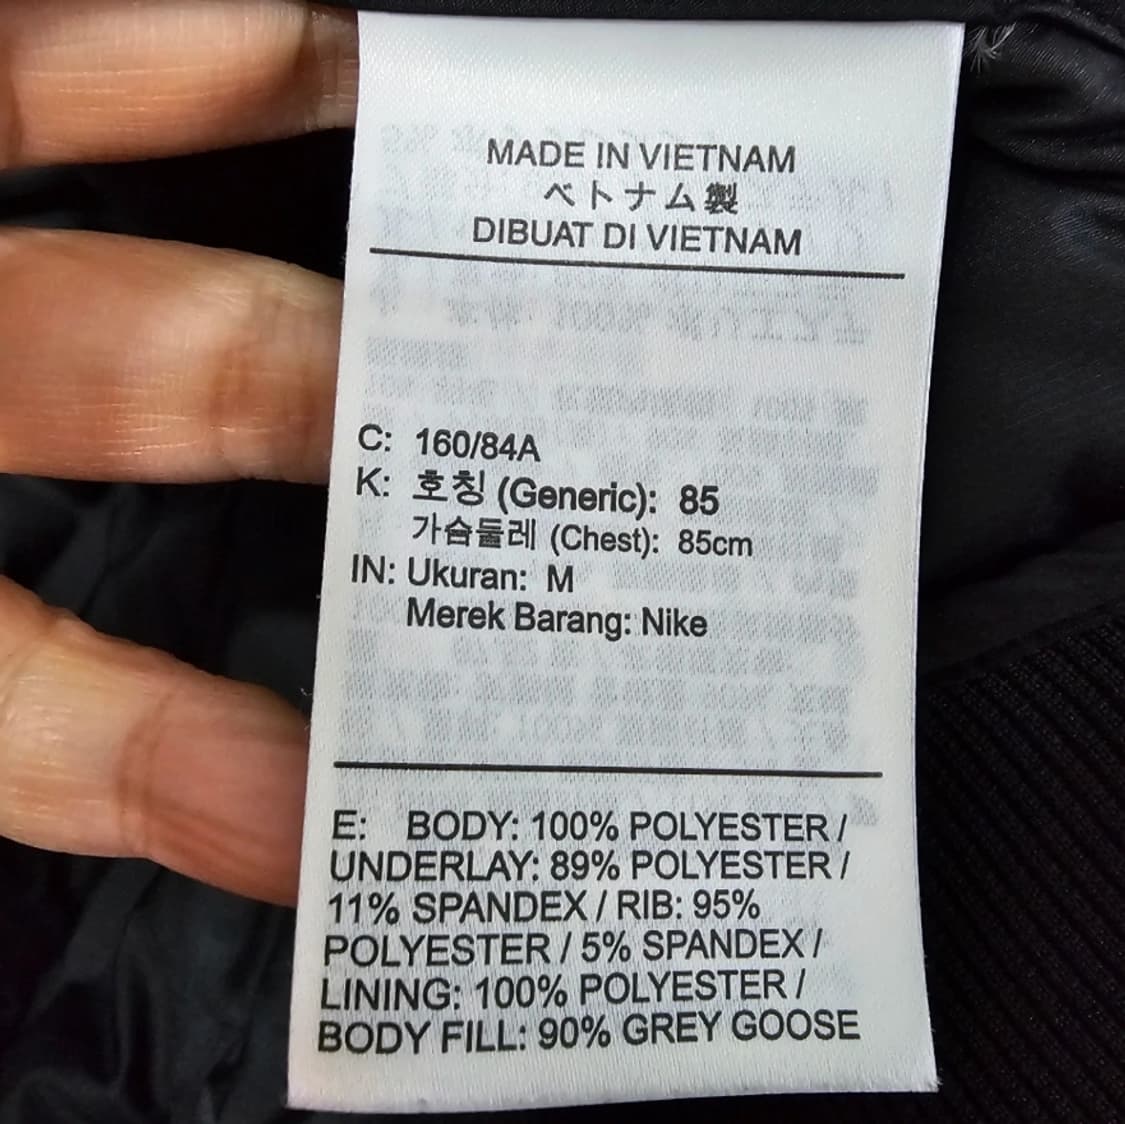 MADE IN VIETNAM
ベトナム製
DIBUAT DI VIETNAM
C: 160/84A
K: 호칭 (Generic): 85
가슴둘레 (Chest): 85cm
IN: Ukuran: M
Merek Barang: Nike
E: BODY: 100% POLYESTER /
UNDERLAY: 89% POLYESTER /
11% SPANDEX / RIB: 95%
POLYESTER / 5% SPANDEX /
LINING: 100% POLYESTER /
BODY FILL: 90% GREY GOOSE